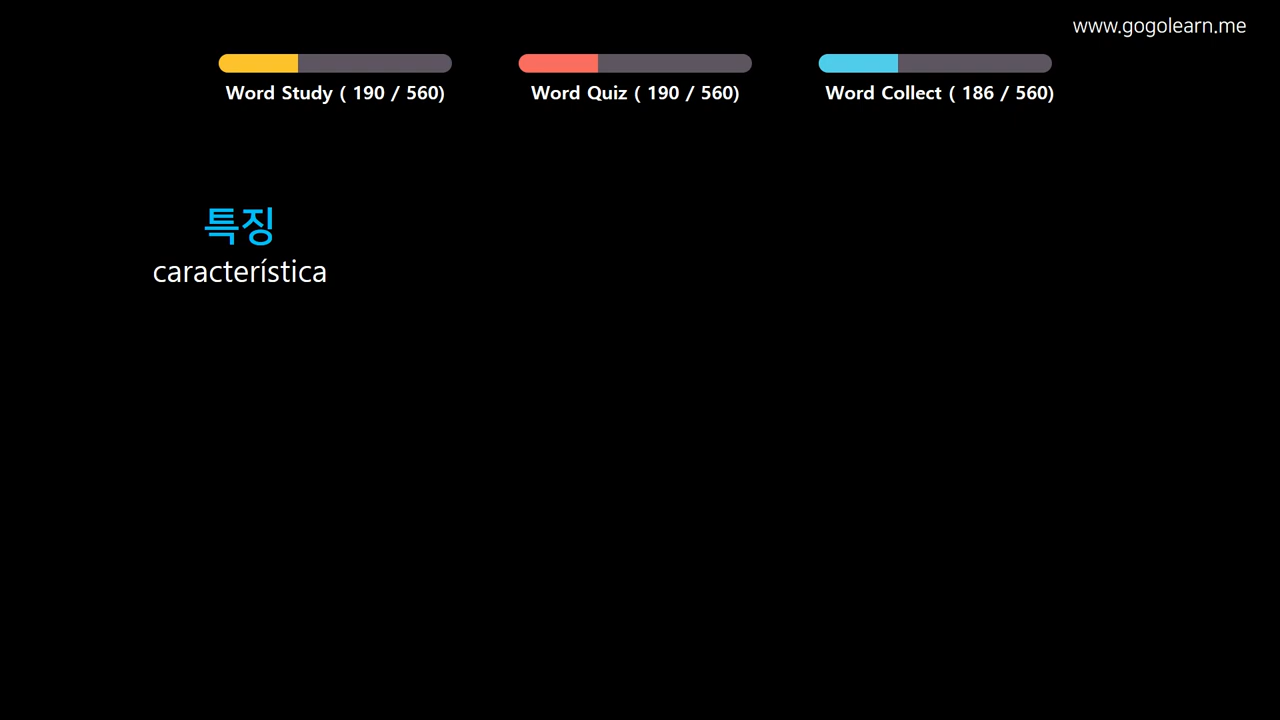 www.gogolearn.me
Word Study ( 190 / 560)
Word Quiz ( 190 / 560)
Word Collect ( 186 / 560)
특징
característica